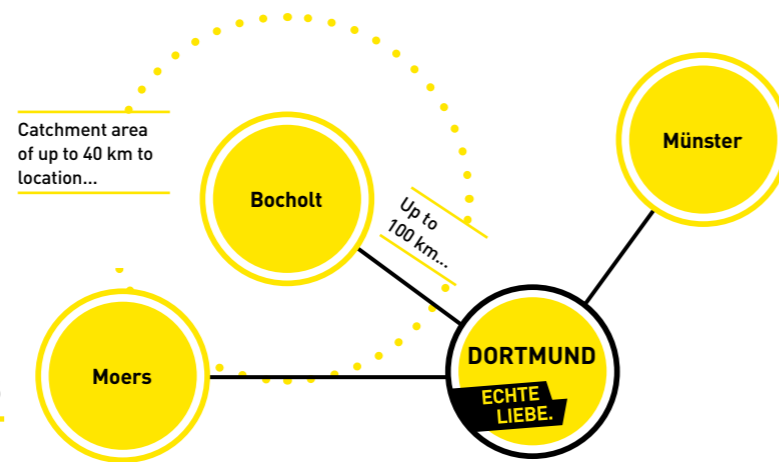 Catchment area
of up to 40 km to
location...
Bocholt
Münster
Up to
100 km...
Moers
DORTMUND
ECHTE
LIEBE.